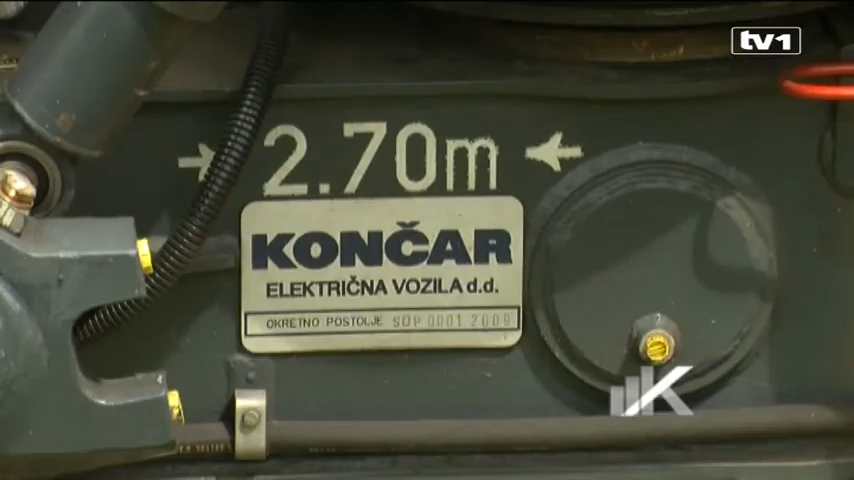 tv1
2.70m
KONČAR
ELEKTRIČNA VOZILA d.d.
OKRETNO POSTOLJE SOP 0001 2009
K